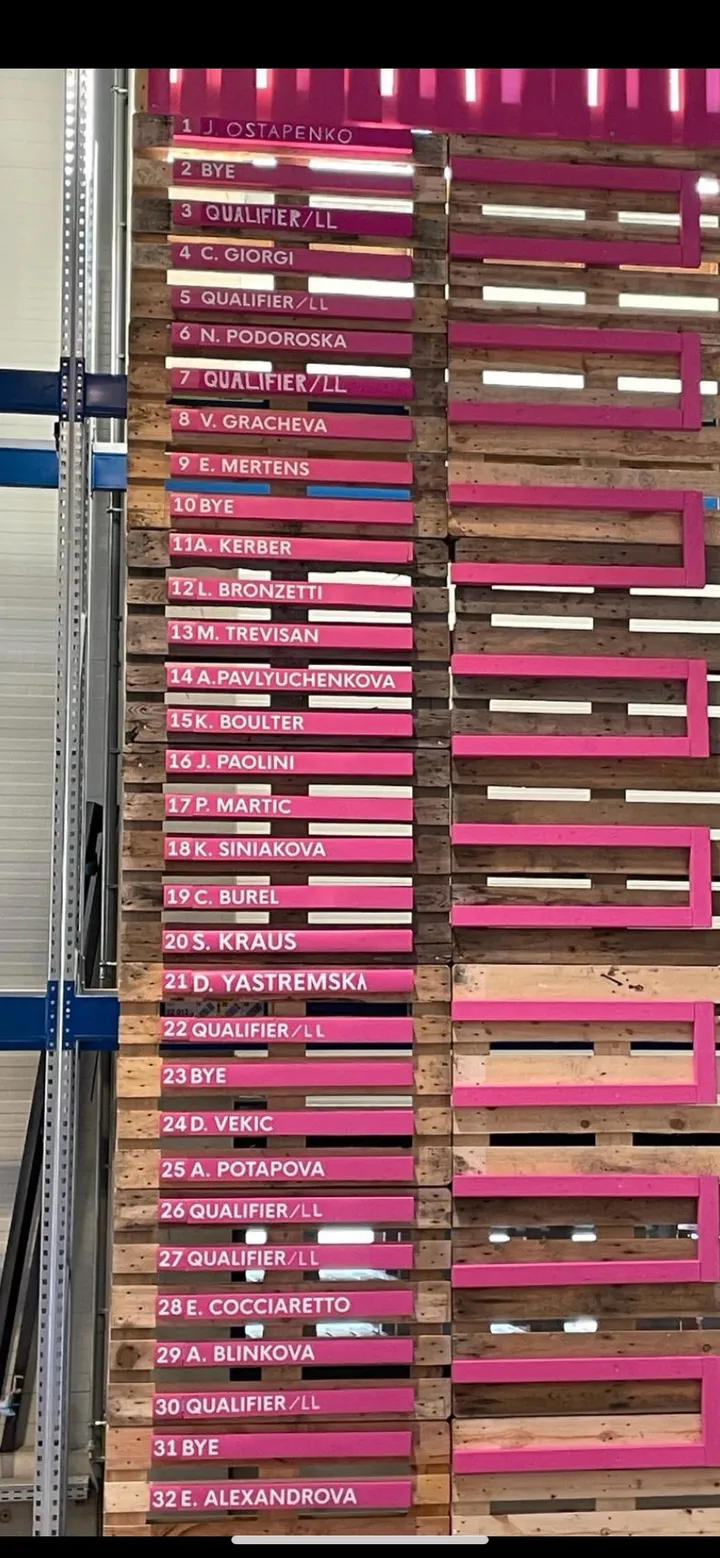 1 J. OSTAPENKO
2 BYE
3 QUALIFIER/LL
4 C. GIORGI
5 QUALIFIER/LL
6 N. PODOROSKA
7 QUALIFIER/LL
8 V. GRACHEVA
9 E. MERTENS
10 BYE
11 A. KERBER
12 L. BRONZETTI
13 M. TREVISAN
14 A.PAVLYUCHENKOVA
15 K. BOULTER
16 J. PAOLINI
17 P. MARTIC
18 K. SINIAKOVA
19 C. BUREL
20 S. KRAUS
21 D. YASTREMSKA
22 QUALIFIER/LL
23 BYE
24 D. VEKIC
25 A. POTAPOVA
26 QUALIFIER/LL
27 QUALIFIER/LL
28 E. COCCIARETTO
29 A. BLINKOVA
30 QUALIFIER/LL
31 BYE
32 E. ALEXANDROVA